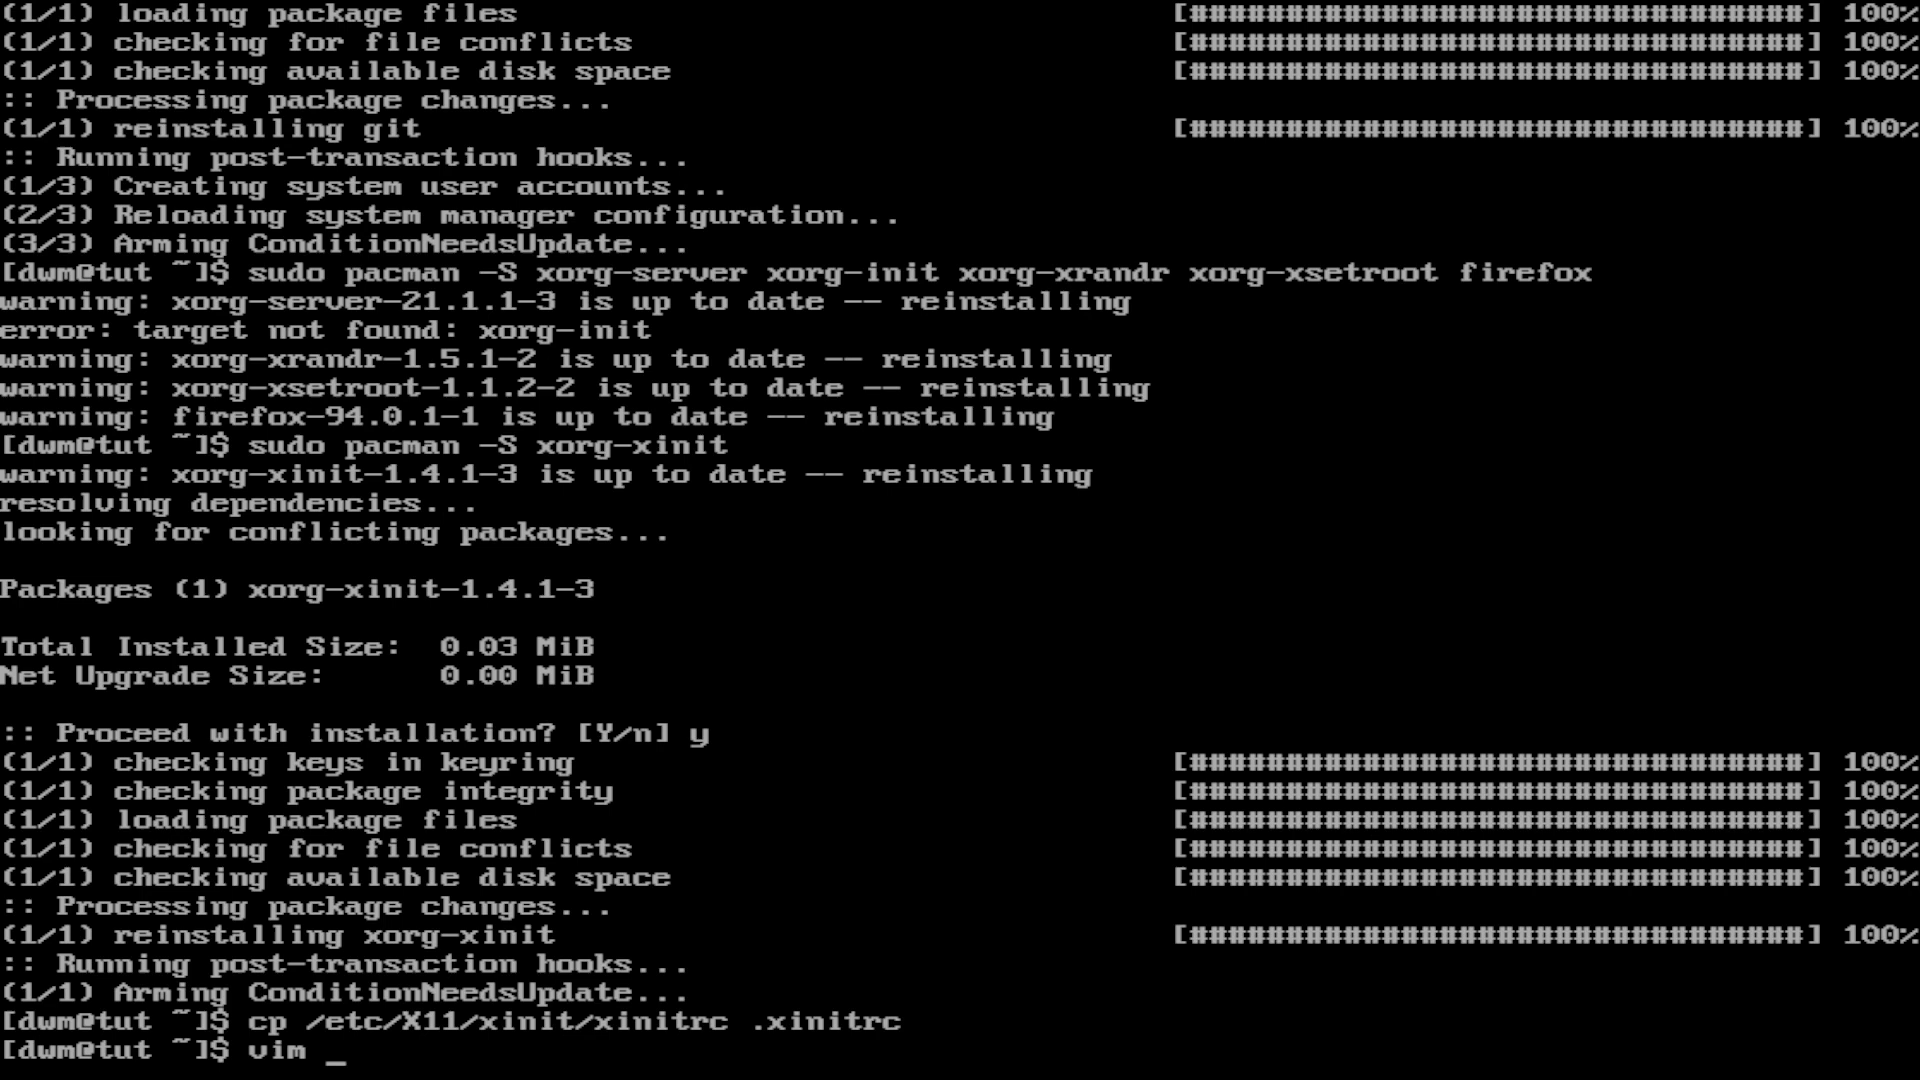 (1/1) loading package files [################################] 100%
(1/1) checking for file conflicts [################################] 100%
(1/1) checking available disk space [################################] 100%
:: Processing package changes...
(1/1) reinstalling git [################################] 100%
:: Running post-transaction hooks...
(1/3) Creating system user accounts...
(2/3) Reloading system manager configuration...
(3/3) Arming ConditionNeedsUpdate...
[dwm@tut ~]$ sudo pacman -S xorg-server xorg-init xorg-xrandr xorg-xsetroot firefox
warning: xorg-server-21.1.1-3 is up to date -- reinstalling
error: target not found: xorg-init
warning: xorg-xrandr-1.5.1-2 is up to date -- reinstalling
warning: xorg-xsetroot-1.1.2-2 is up to date -- reinstalling
warning: firefox-94.0.1-1 is up to date -- reinstalling
[dwm@tut ~]$ sudo pacman -S xorg-xinit
warning: xorg-xinit-1.4.1-3 is up to date -- reinstalling
resolving dependencies...
looking for conflicting packages...
Packages (1) xorg-xinit-1.4.1-3
Total Installed Size:  0.03 MiB
Net Upgrade Size:      0.00 MiB
:: Proceed with installation? [Y/n] y
(1/1) checking keys in keyring [################################] 100%
(1/1) checking package integrity [################################] 100%
(1/1) loading package files [################################] 100%
(1/1) checking for file conflicts [################################] 100%
(1/1) checking available disk space [################################] 100%
:: Processing package changes...
(1/1) reinstalling xorg-xinit [################################] 100%
:: Running post-transaction hooks...
(1/1) Arming ConditionNeedsUpdate...
[dwm@tut ~]$ cp /etc/X11/xinit/xinitrc .xinitrc
[dwm@tut ~]$ vim _